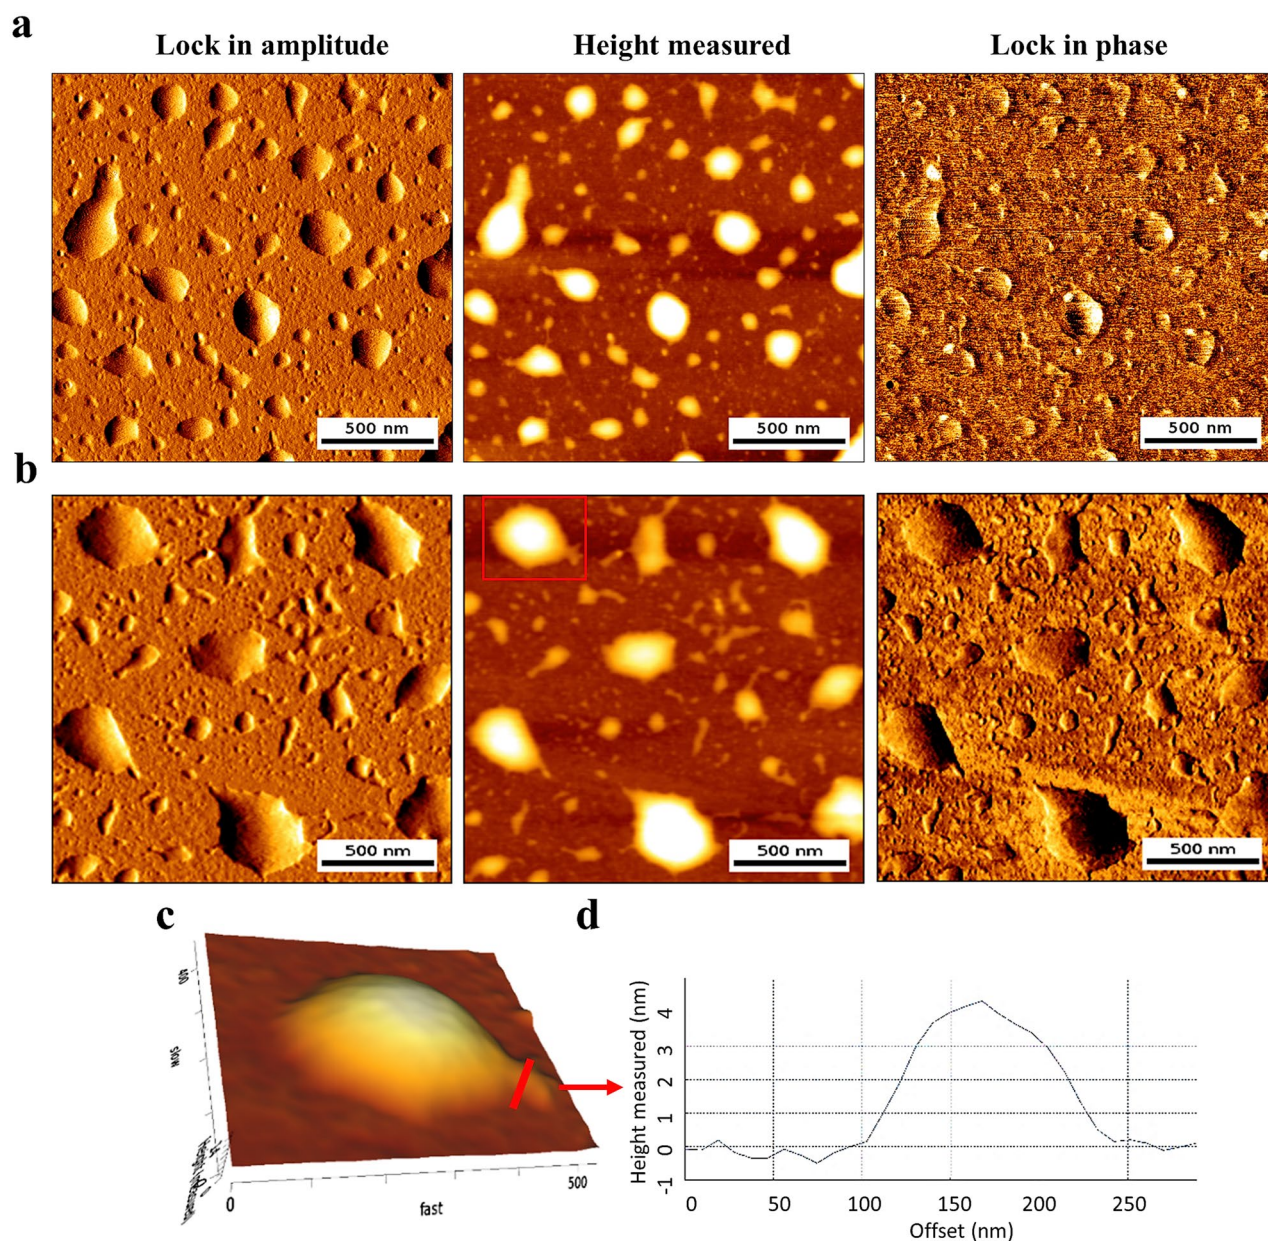 a
Lock in amplitude
Height measured
Lock in phase
500 nm
500 nm
500 nm
b
500 nm
500 nm
500 nm
c
d
400
slow
0
500
fast
Height measured (nm)
4
3
2
1
0
-1
0
50
100
150
200
250
Offset (nm)